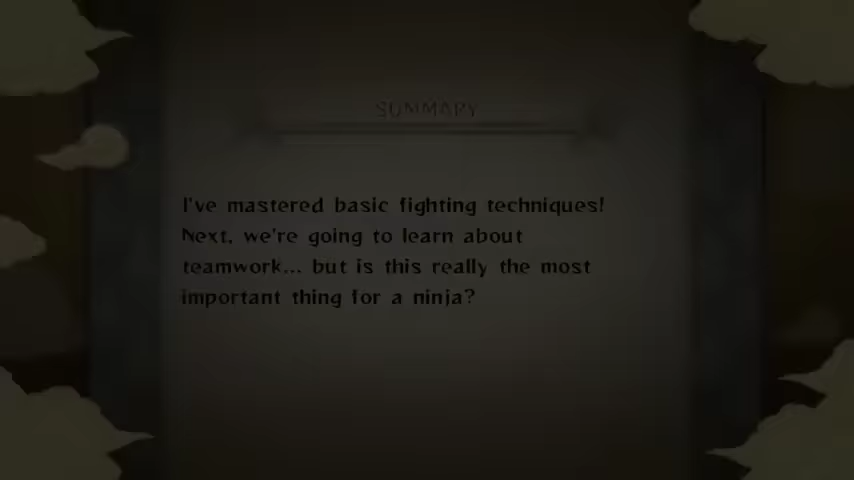 SUMMARY
I've mastered basic fighting techniques!
Next, we're going to learn about
teamwork... but is this really the most
important thing for a ninja?